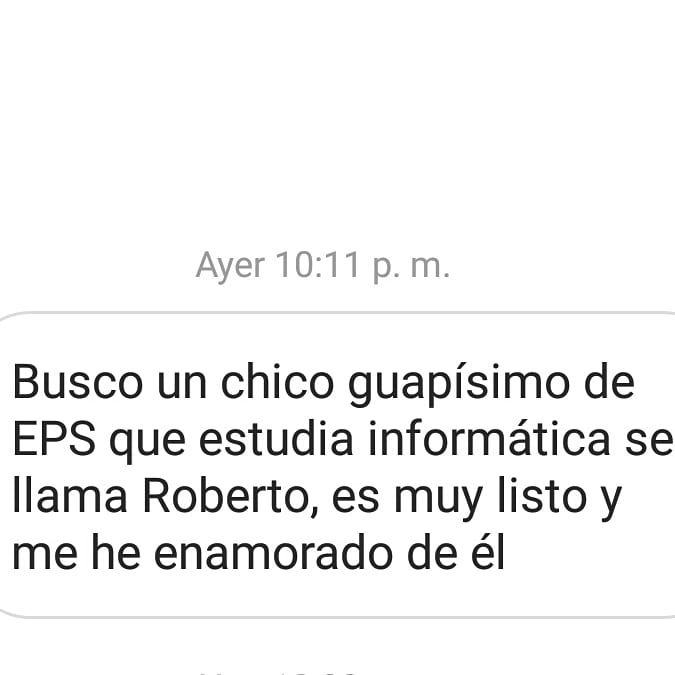 Ayer 10:11 p. m.
Busco un chico guapísimo de
EPS que estudia informática se
llama Roberto, es muy listo y
me he enamorado de él